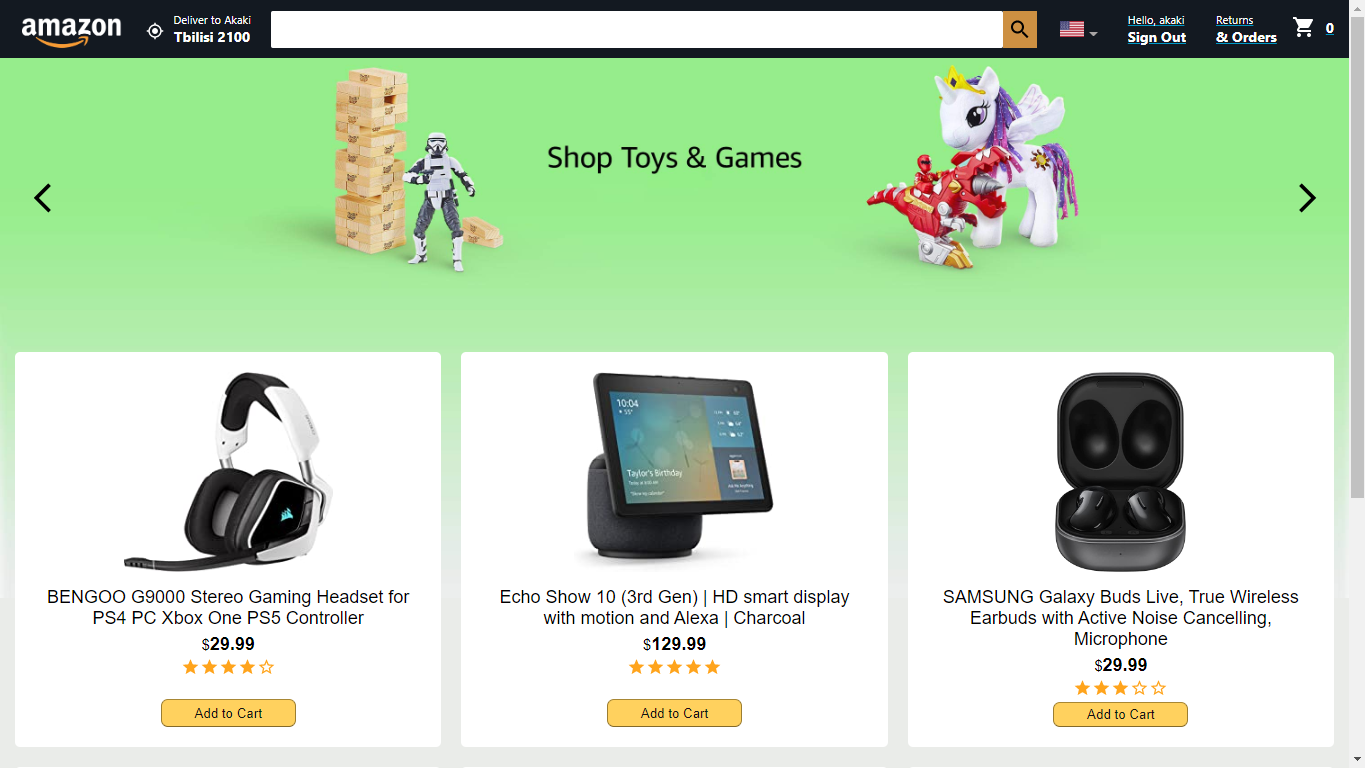 amazon
Deliver to Akaki
Tbilisi 2100
Hello, akaki
Sign Out
Returns
& Orders
0
Shop Toys & Games
10:04
Taylor's Birthday
BENGOO G9000 Stereo Gaming Headset for
PS4 PC Xbox One PS5 Controller
$29.99
Add to Cart
Echo Show 10 (3rd Gen) | HD smart display
with motion and Alexa | Charcoal
$129.99
Add to Cart
SAMSUNG Galaxy Buds Live, True Wireless
Earbuds with Active Noise Cancelling,
Microphone
$29.99
Add to Cart